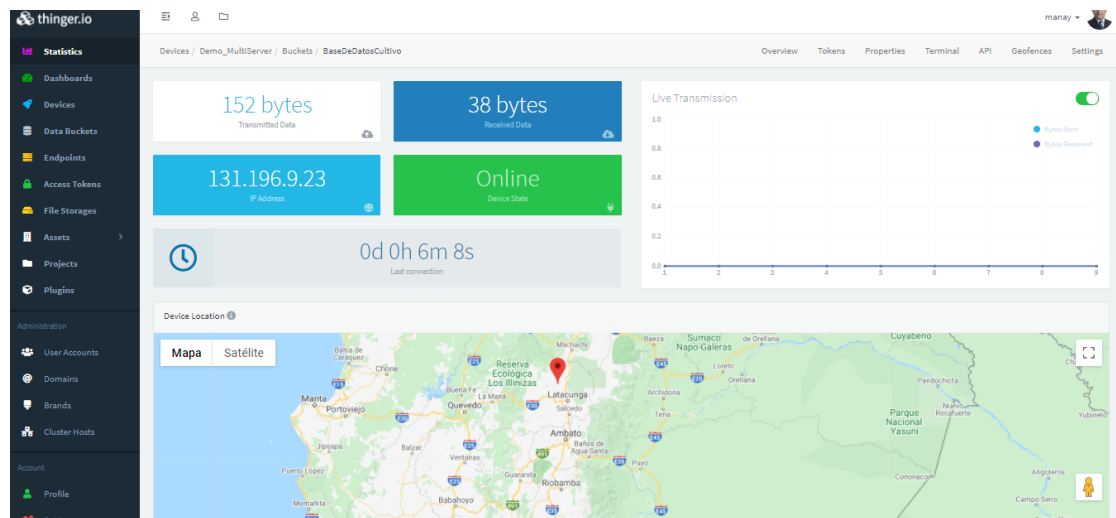 thinger.io
manay
Statistics
Dashboards
Devices
Data Buckets
Endpoints
Access Tokens
File Storages
Assets
Projects
Plugins
Administration
User Accounts
Domains
Brands
Cluster Hosts
Account
Profile
Devices / Demo_MultiServer / Buckets / BaseDeDatosCultivo
Overview Tokens Properties Terminal API Geofences Settings
152 bytes
Transmitted Data
38 bytes
Received Data
131.196.9.23
IP Address
Online
Device State
0d 0h 6m 8s
Last connection
Live Transmission
Bytes Sent
Bytes Received
1.0
0.8
0.6
0.4
0.2
0.0
1 2 3 4 5 6 7 8 9
Device Location
Mapa Satélite
Bahía de
Caráquez
Chone
Manta
Portoviejo
Jipijapa
Puerto López
Montañita
Balzar
Ventanas
Babahoyo
Buena Fe
La Maná
Quevedo
Guaranda
Riobamba
Reserva
Ecológica
Los Illinizas
Machachi
Latacunga
Salcedo
Ambato
Baños de
Agua Santa
Puyo
Tena
Archidona
Baeza
Sumaco
Napo-Galeras
Loreto
de Orellana
Orellana
Cuyabeno
Pandochicta
Nuevo
Rocafuerte
Parque
Nacional
Yasuní
Cononaco
Angoteros
Campo Serio
Yubineto